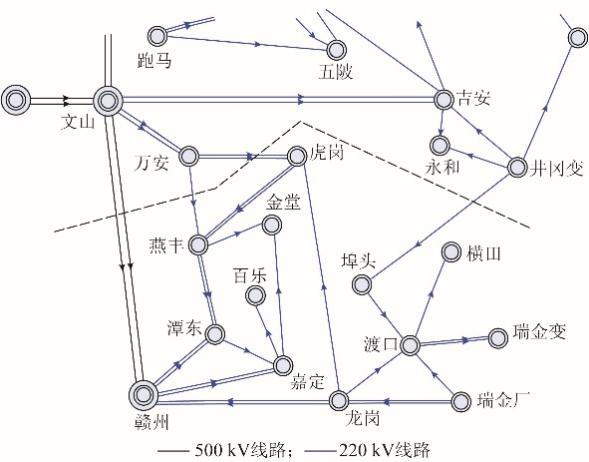 跑马
五陂
文山
吉安
万安
虎岗
永和
井冈变
金堂
燕丰
百乐
埠头
横田
潭东
渡口
瑞金变
嘉定
赣州
龙岗
瑞金厂
500 kV线路； 220 kV线路